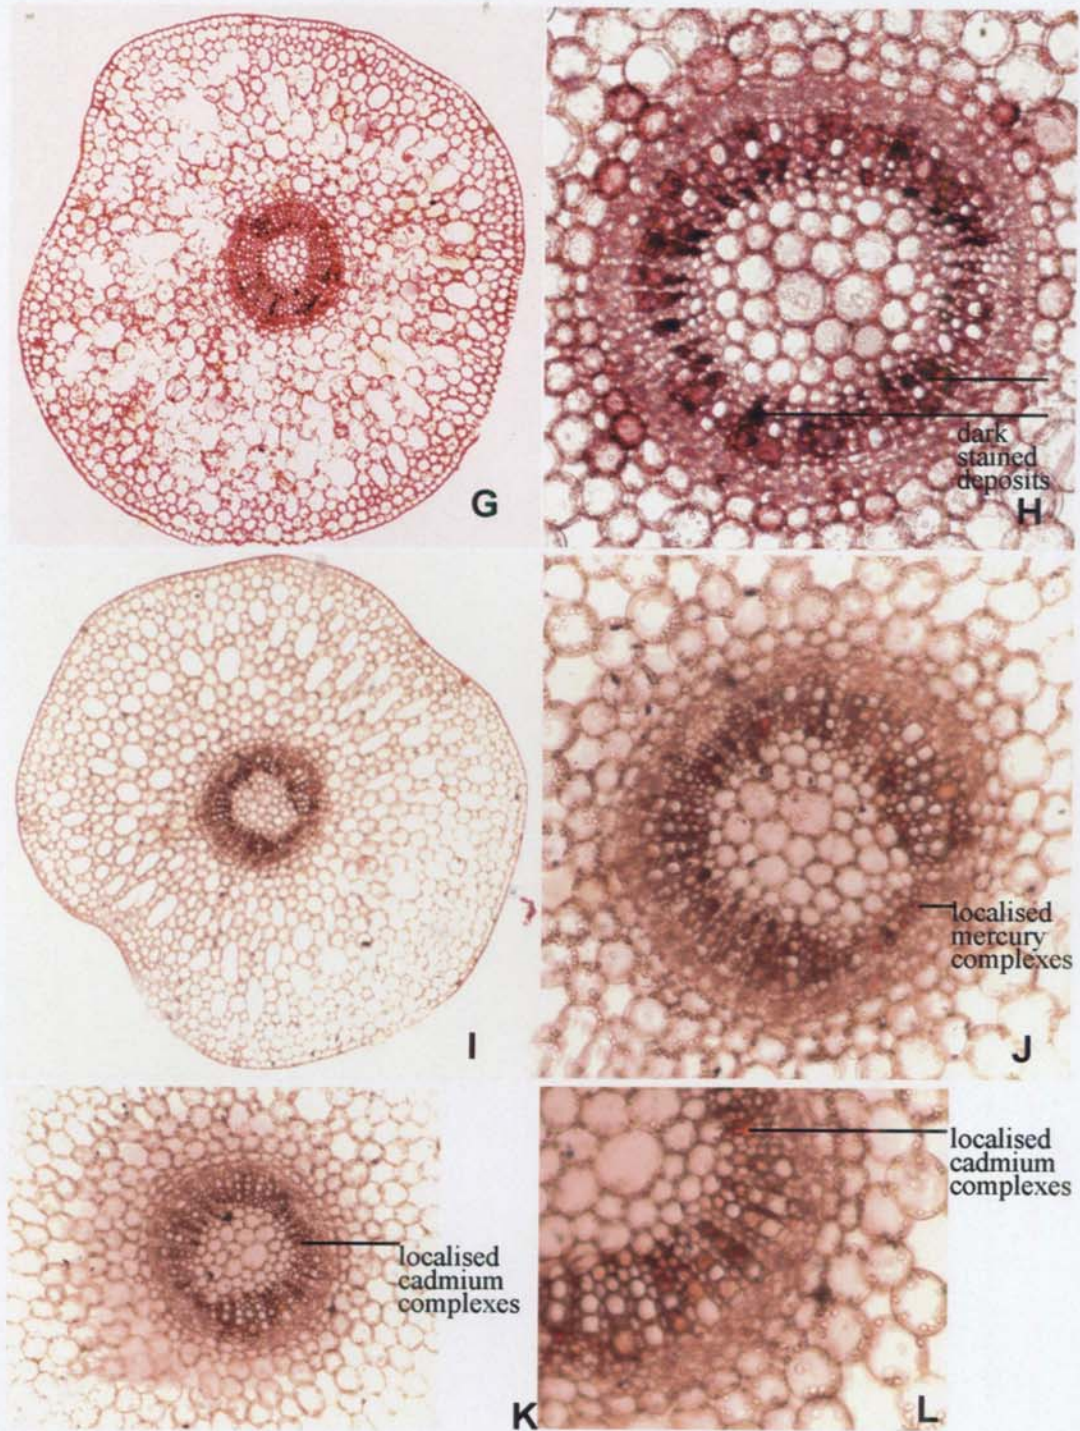 G
dark
stained
deposits
H
I
localised
mercury
complexes
J
localised
cadmium
complexes
K
localised
cadmium
complexes
L